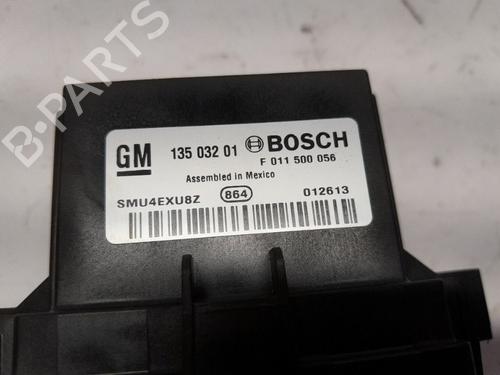 B-PARTS
GM 135 032 01 BOSCH
F 011 500 056
Assembled in Mexico
SMU4EXU8Z 864 012613